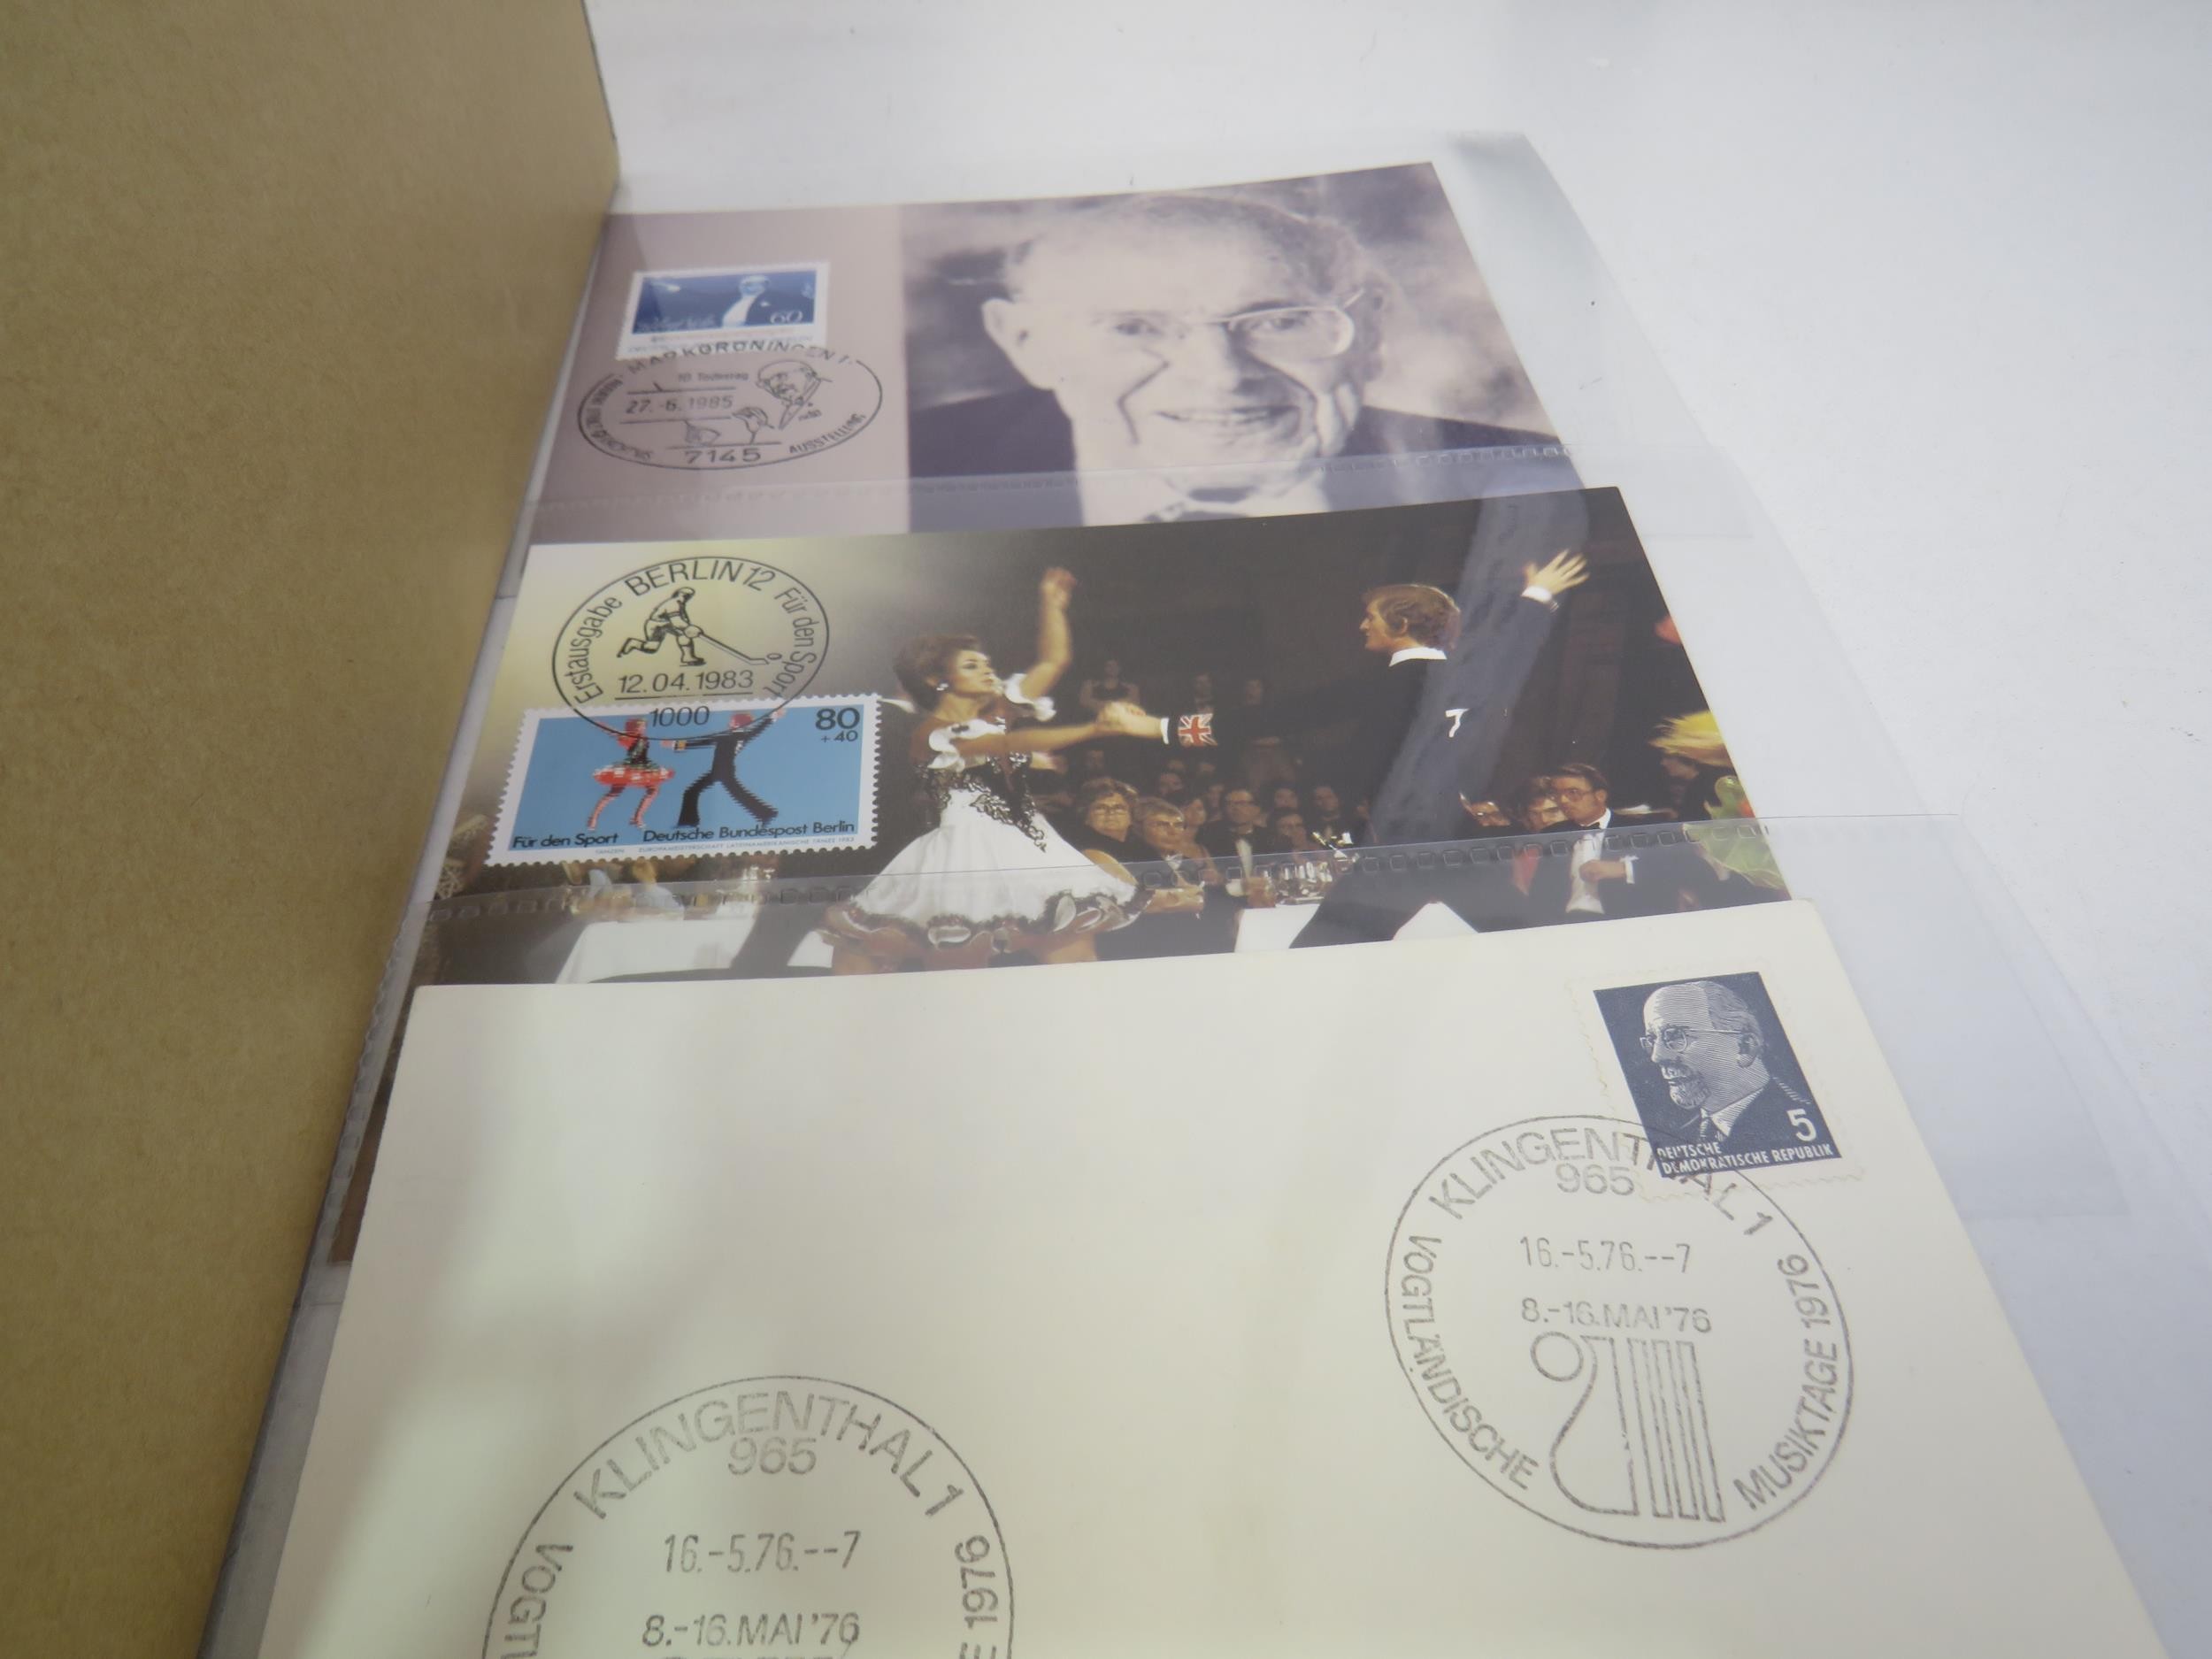 60
MARKGRÖNINGEN 1
27.-6.1985
AUSSTELLUNG
7145
BERLIN 12
Erstausgabe
Für den Sport
12.04.1983
1000
80
+40
Für den Sport Deutsche Bundespost Berlin
7
5
DEUTSCHE
DEMOKRATISCHE REPUBLIK
KLINGENTHAL 1
965
16.-5.76.--7
8.-16.MAI'76
VOGTLÄNDISCHE
MUSIKTAGE 1976
KLINGENTHAL 1
965
16.-5.76.--7
8.-16.MAI'76
VOGTL
E 1976